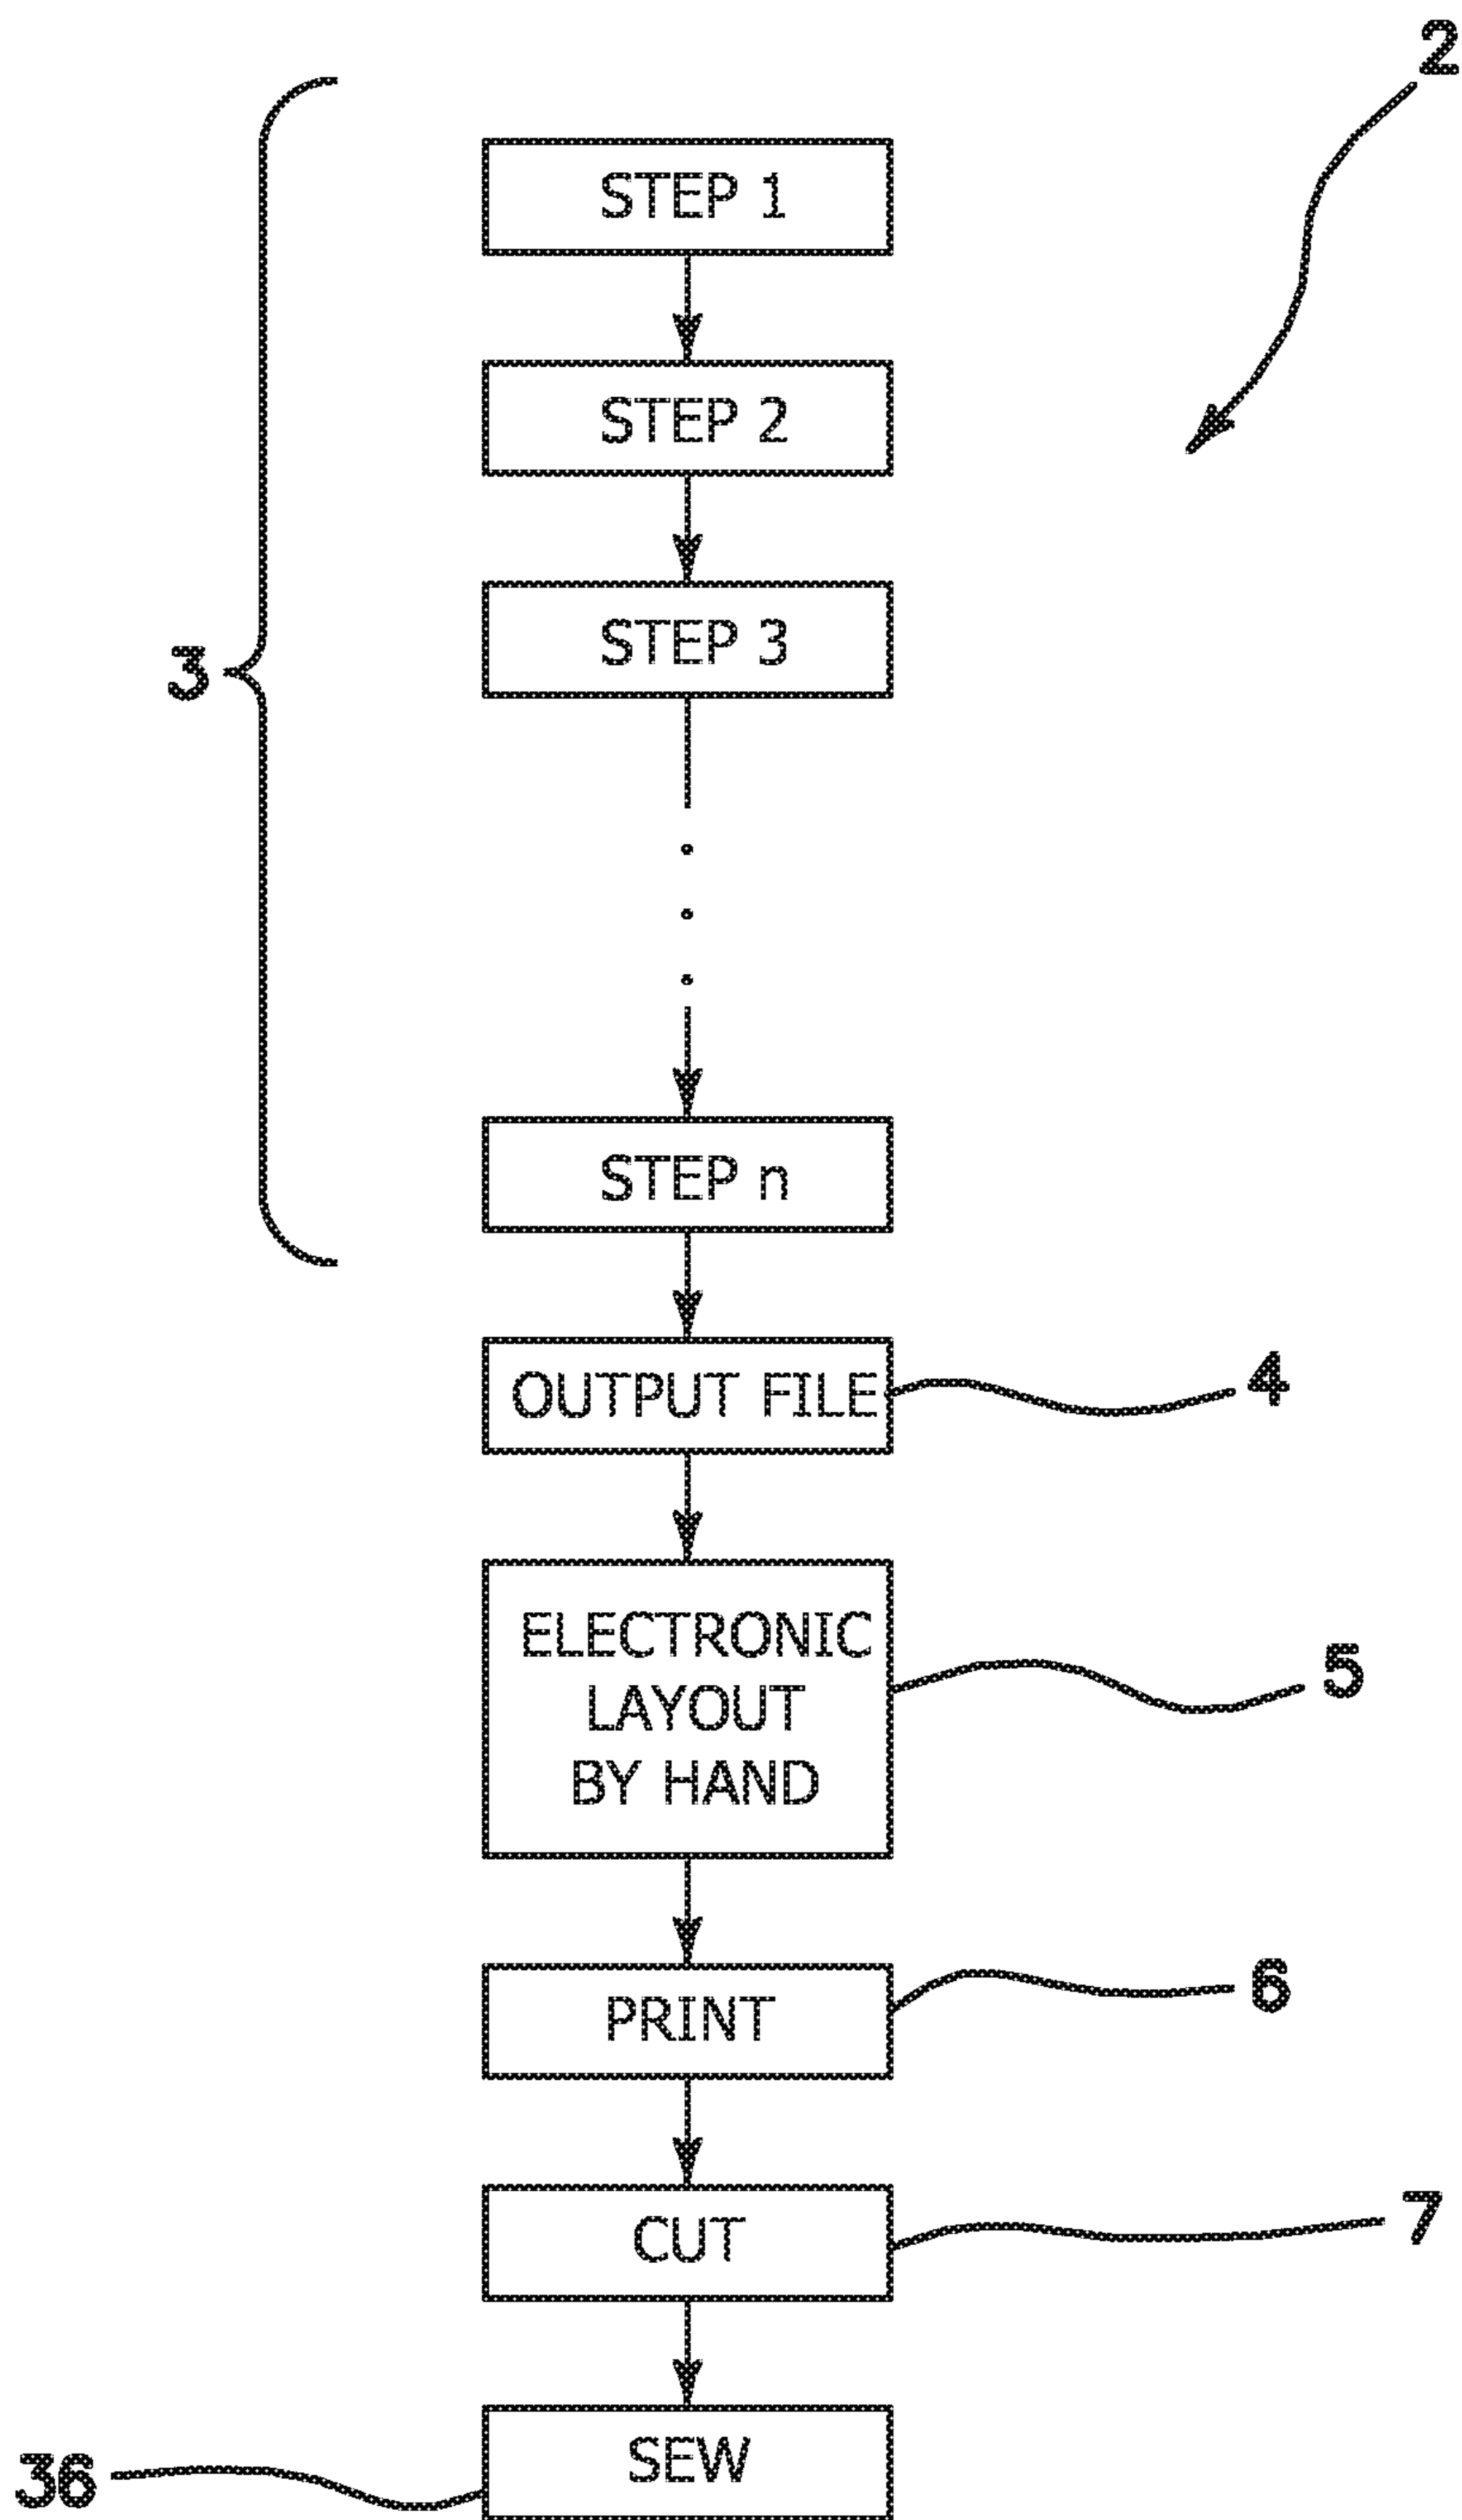 2
STEP 1
STEP 2
STEP 3
3
STEP n
OUTPUT FILE
4
ELECTRONIC
LAYOUT
BY HAND
5
PRINT
6
CUT
7
SEW
36